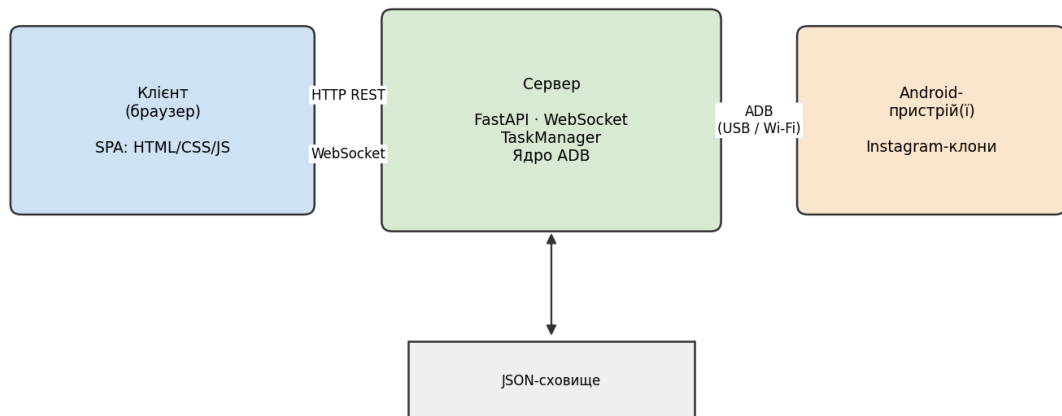 Клієнт
(браузер)
SPA: HTML/CSS/JS
HTTP REST
WebSocket
Сервер
FastAPI · WebSocket
TaskManager
Ядро ADB
ADB
(USB / Wi-Fi)
Android-
пристрій(ї)
Instagram-клони
JSON-сховище